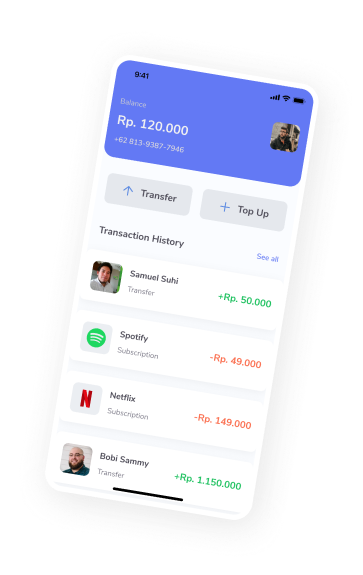 9:41
Balance
Rp. 120.000
+62 813-9387-7946
Transfer
Top Up
Transaction History
See all
Samuel Suhi
Transfer
+Rp. 50.000
Spotify
Subscription
-Rp. 49.000
Netflix
Subscription
-Rp. 149.000
Bobi Sammy
Transfer
+Rp. 1.150.000